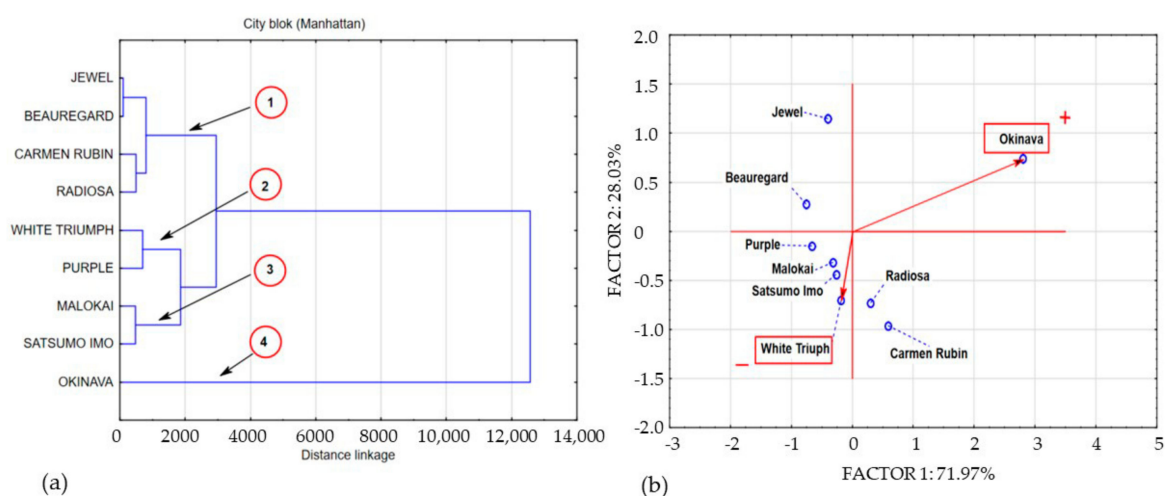 City blok (Manhattan)
JEWEL
BEAUREGARD
CARMEN RUBIN
RADIOSA
WHITE TRIUMPH
PURPLE
MALOKAI
SATSUMO IMO
OKINAVA
1
2
3
4
0 2000 4000 6000 8000 10,000 12,000 14,000
Distance linkage
(a)
FACTOR 2: 28.03%
2.0
1.5
1.0
0.5
0
-0.5
-1.0
-1.5
-2.0
Jewel
+
Okinava
Beauregard
Purple
Malokai
Satsumo Imo
Radiosa
White Triuph
Carmen Rubin
−
-3 -2 -1 0 1 2 3 4 5
FACTOR 1: 71.97%
(b)